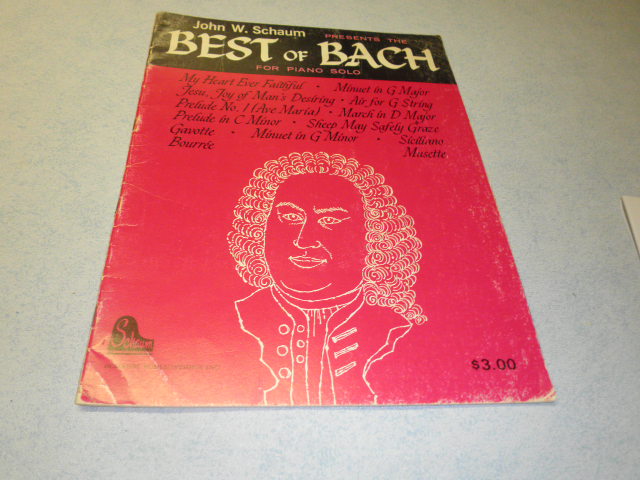 John W. Schaum PRESENTS THE
BEST OF BACH
FOR PIANO SOLO
My Heart Ever Faithful · Minuet in G Major
Jesu, Joy of Man's Desiring · Air for G String
Prelude No. 1 (Ave Maria) · March in D Major
Prelude in C Minor · Sheep May Safely Graze
Gavotte · Minuet in G Minor · Siciliano
Bourrée Musette
Schaum
$3.00